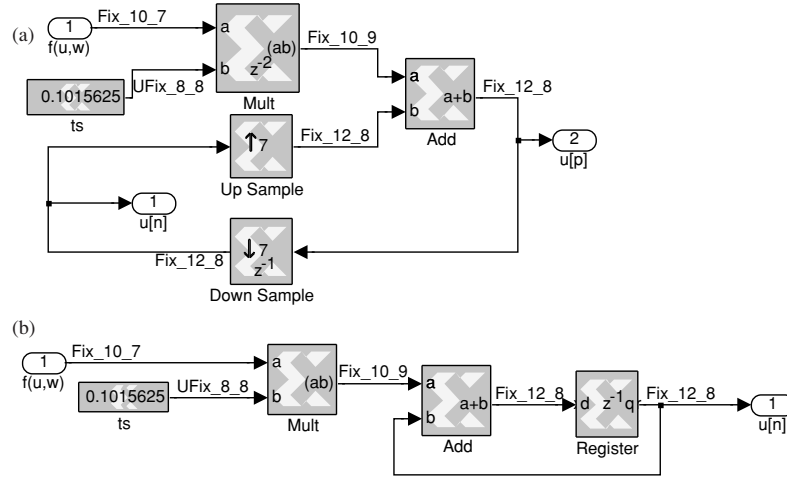 (a)
1
f(u,w)
Fix_10_7
a
b
(ab)
z-2
Mult
0.1015625
ts
UFix_8_8
Fix_10_9
a
b
a+b
Add
Fix_12_8
2
u[p]
↑7
Up Sample
Fix_12_8
1
u[n]
Fix_12_8
↓7
z-1
Down Sample
(b)
1
f(u,w)
Fix_10_7
0.1015625
ts
UFix_8_8
a
b
(ab)
Mult
Fix_10_9
a
b
a+b
Add
Fix_12_8
d z-1 q
Register
Fix_12_8
1
u[n]